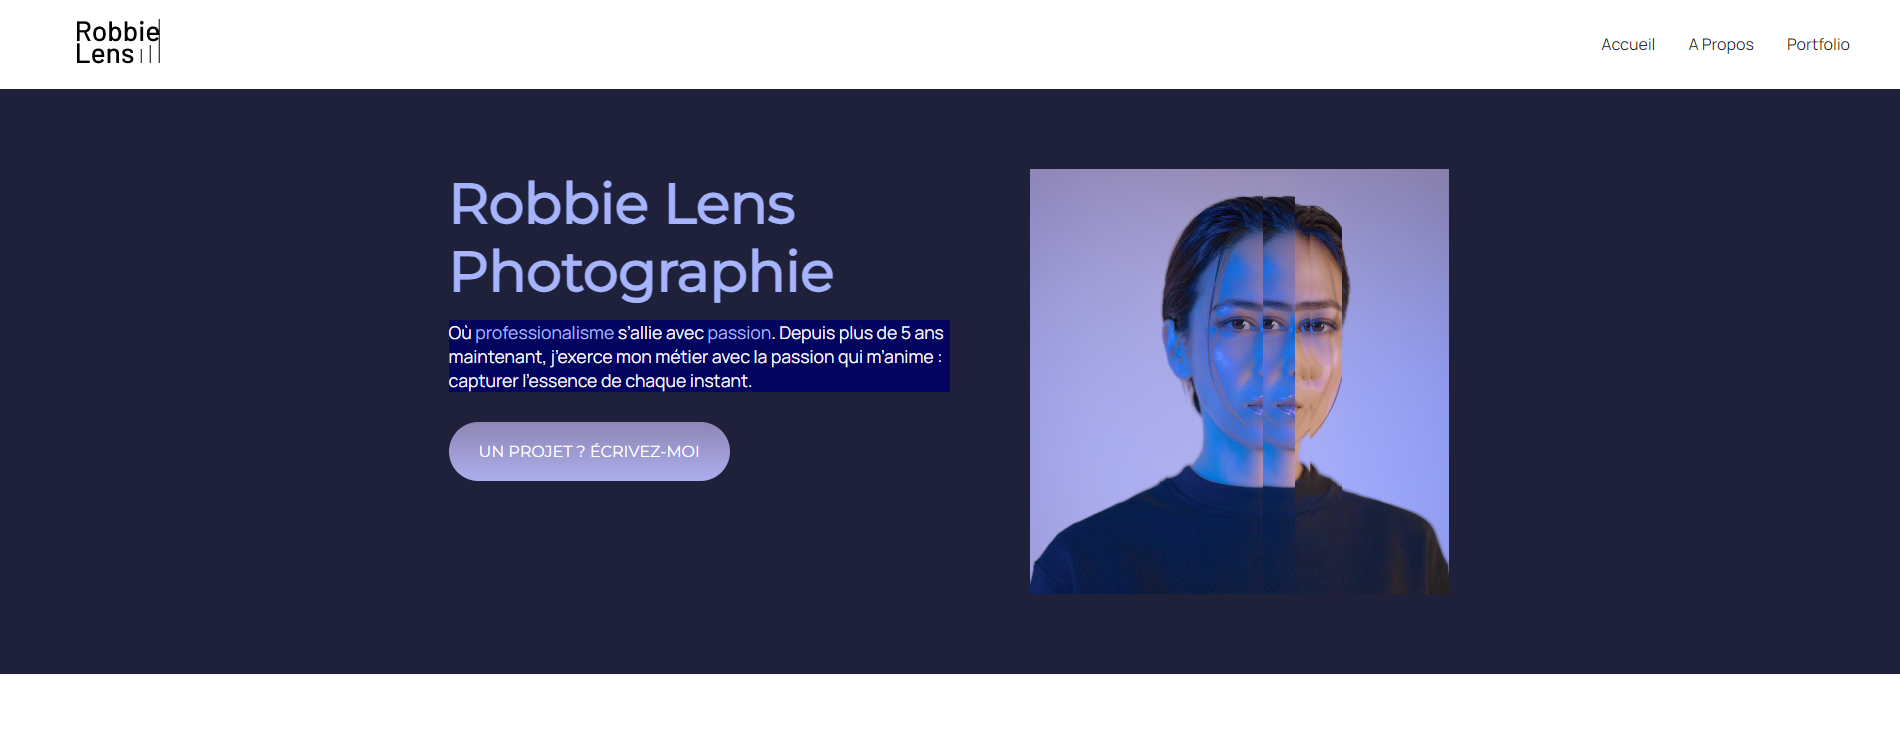 Robbie
Lens
Accueil
A Propos
Portfolio
Robbie Lens
Photographie
Où professionalisme s'allie avec passion. Depuis plus de 5 ans
maintenant, j'exerce mon métier avec la passion qui m'anime :
capturer l'essence de chaque instant.
UN PROJET ? ÉCRIVEZ-MOI